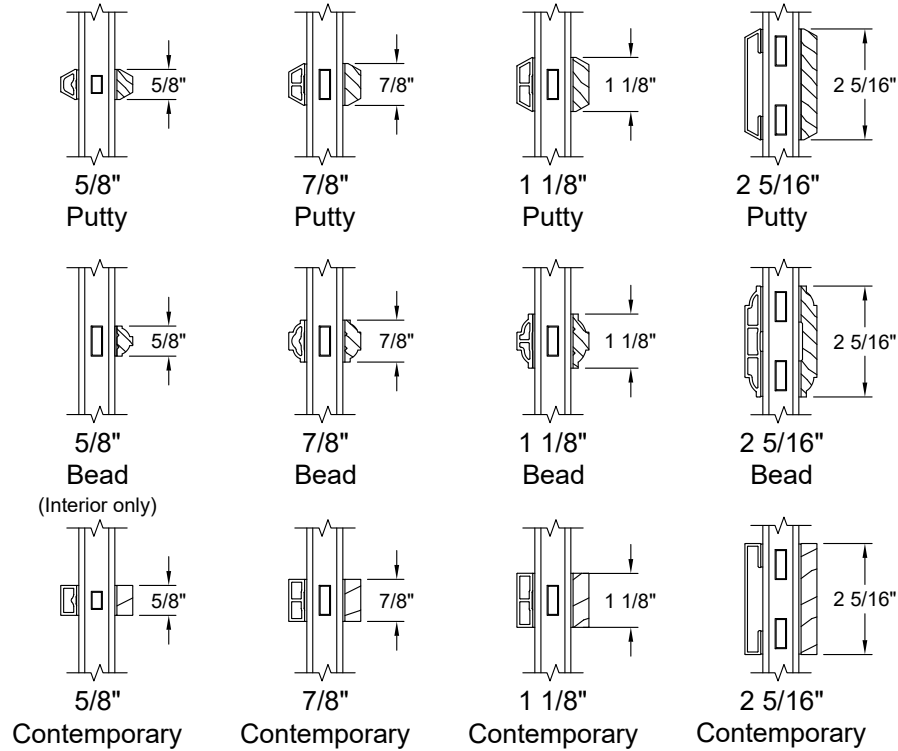 5/8" 7/8" 1 1/8" 2 5/16"
5/8" 7/8" 1 1/8" 2 5/16"
Putty Putty Putty Putty
5/8" 7/8" 1 1/8" 2 5/16"
5/8" 7/8" 1 1/8" 2 5/16"
Bead Bead Bead Bead
(Interior only)
5/8" 7/8" 1 1/8" 2 5/16"
5/8" 7/8" 1 1/8" 2 5/16"
Contemporary Contemporary Contemporary Contemporary